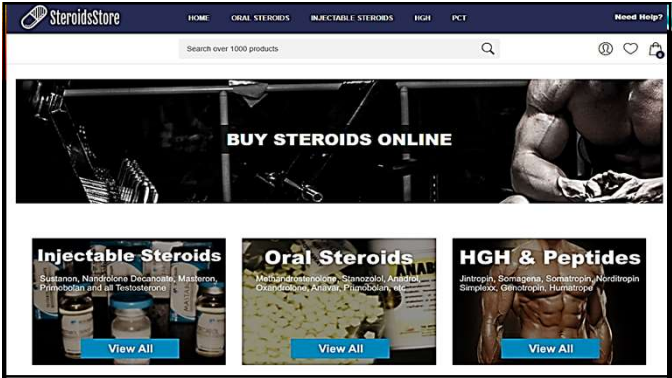 SteroidsStore
HOME ORAL STEROIDS INJECTABLE STEROIDS HGH PCT Need Help?
Search over 1000 products
0
BUY STEROIDS ONLINE
Injectable Steroids
Sustanon, Nandrolone Decanoate, Masteron,
Primobolan and all Testosterone
View All
Oral Steroids
Methandrostenolone, Stanozolol, Anadrol,
Oxandrolone, Anavar, Primobolan, etc.
View All
HGH & Peptides
Jintropin, Somagena, Somatropin, Norditropin
Simplexx, Genotropin, Humatrope
View All